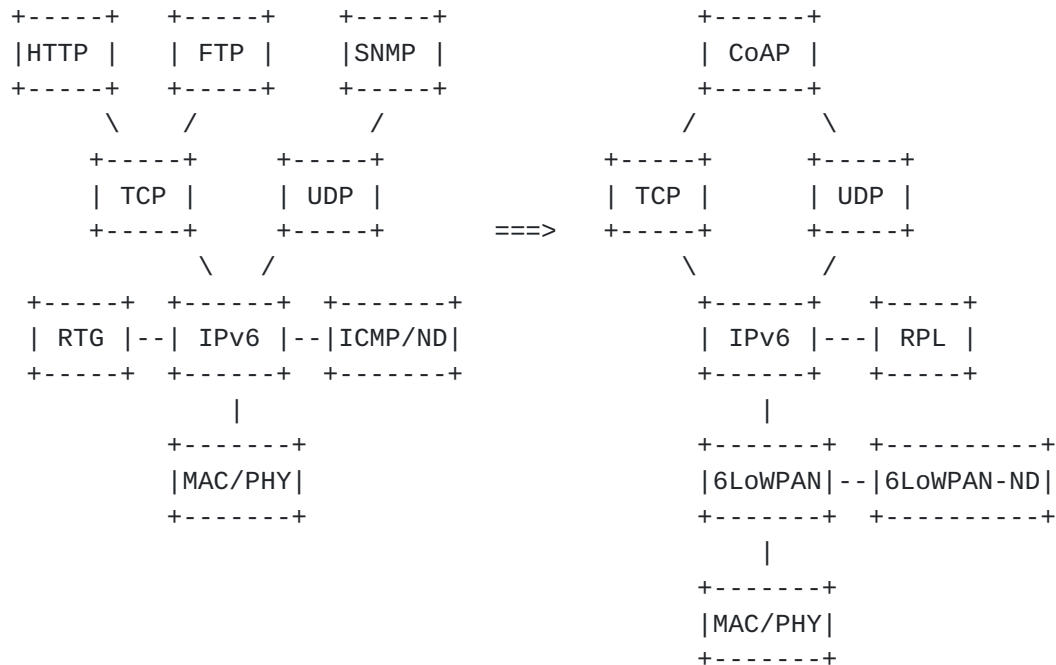 HTTP FTP SNMP CoAP
TCP UDP TCP UDP
===>
RTG -- IPv6 -- ICMP/ND IPv6 --- RPL
MAC/PHY 6LoWPAN -- 6LoWPAN-ND
MAC/PHY